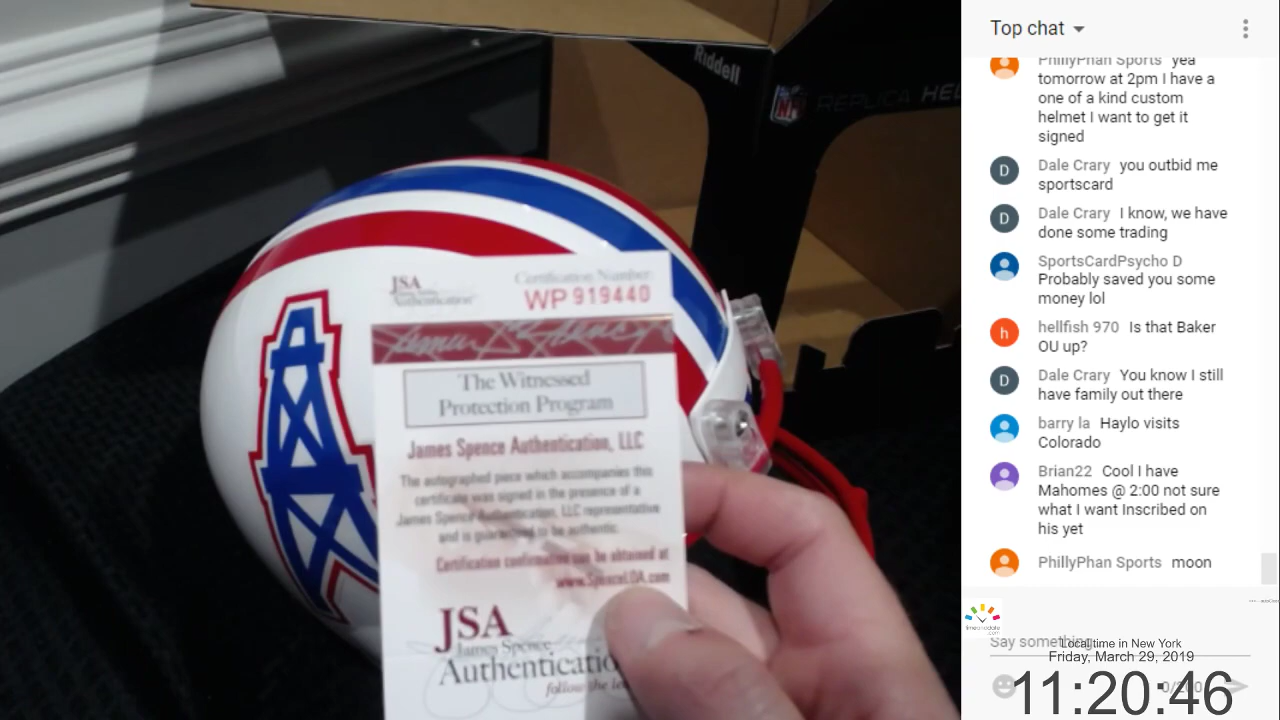 Riddell
NFL
REPLICA HEL
JSA
Authentication
Certification Number
WP 919440
The Witnessed
Protection Program
James Spence Authentication, LLC
The autographed piece which accompanies this
certificate was signed in the presence of a
James Spence Authentication, LLC representative
and is guaranteed to be authentic.
Certification confirmation can be obtained at
www.SpenceLOA.com
JSA
James Spence
Authenticatio
follow the le
Top chat
PhillyPhan Sports yea
tomorrow at 2pm I have a
one of a kind custom
helmet I want to get it
signed
D
Dale Crary you outbid me
sportscard
D
Dale Crary I know, we have
done some trading
SportsCardPsycho D
Probably saved you some
money lol
h
hellfish 970 Is that Baker
OU up?
D
Dale Crary You know I still
have family out there
barry la Haylo visits
Colorado
Brian22 Cool I have
Mahomes @ 2:00 not sure
what I want Inscribed on
his yet
PhillyPhan Sports moon
timeanddate
.com
Say something...
Local time in New York
Friday, March 29, 2019
11:20:46
0/200